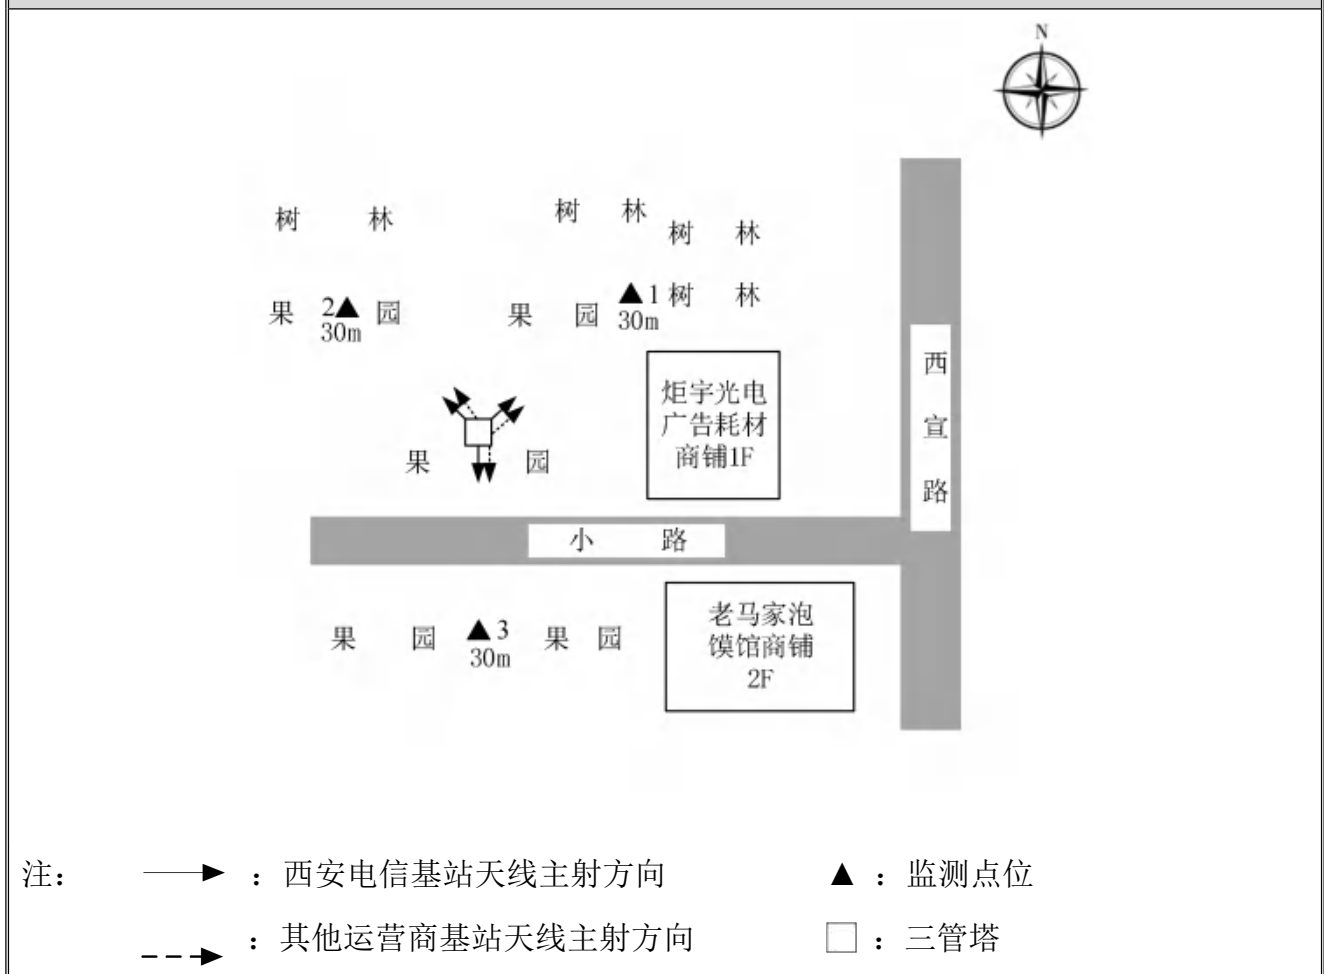 N
树 林
树 林
树 林
果 2▲ 园
30m
果 园
▲1
30m
树 林
炬宇光电
广告耗材
商铺1F
西宣路
果 园
小 路
果 园
▲3
30m
果 园
老马家泡
馍馆商铺
2F
注：
：西安电信基站天线主射方向
▲ ：监测点位
：其他运营商基站天线主射方向
：三管塔